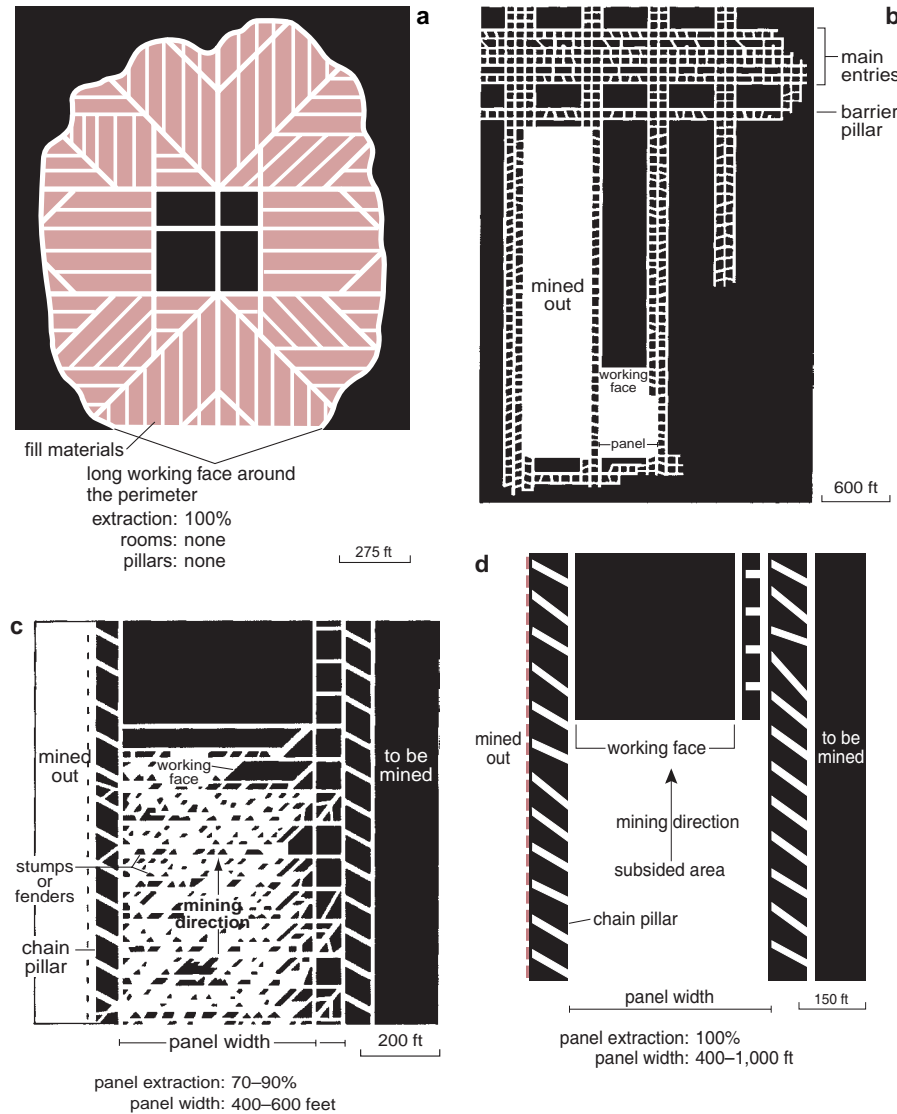 a
fill materials
long working face around
the perimeter
extraction: 100%
rooms: none
pillars: none
275 ft
b
main
entries
barrier
pillar
mined
out
working
face
panel
600 ft
c
mined
out
working
face
to be
mined
stumps
or
fenders
mining
direction
chain
pillar
panel width
200 ft
panel extraction: 70–90%
panel width: 400–600 feet
d
mined
out
working face
to be
mined
mining direction
subsided area
chain pillar
panel width
150 ft
panel extraction: 100%
panel width: 400–1,000 ft